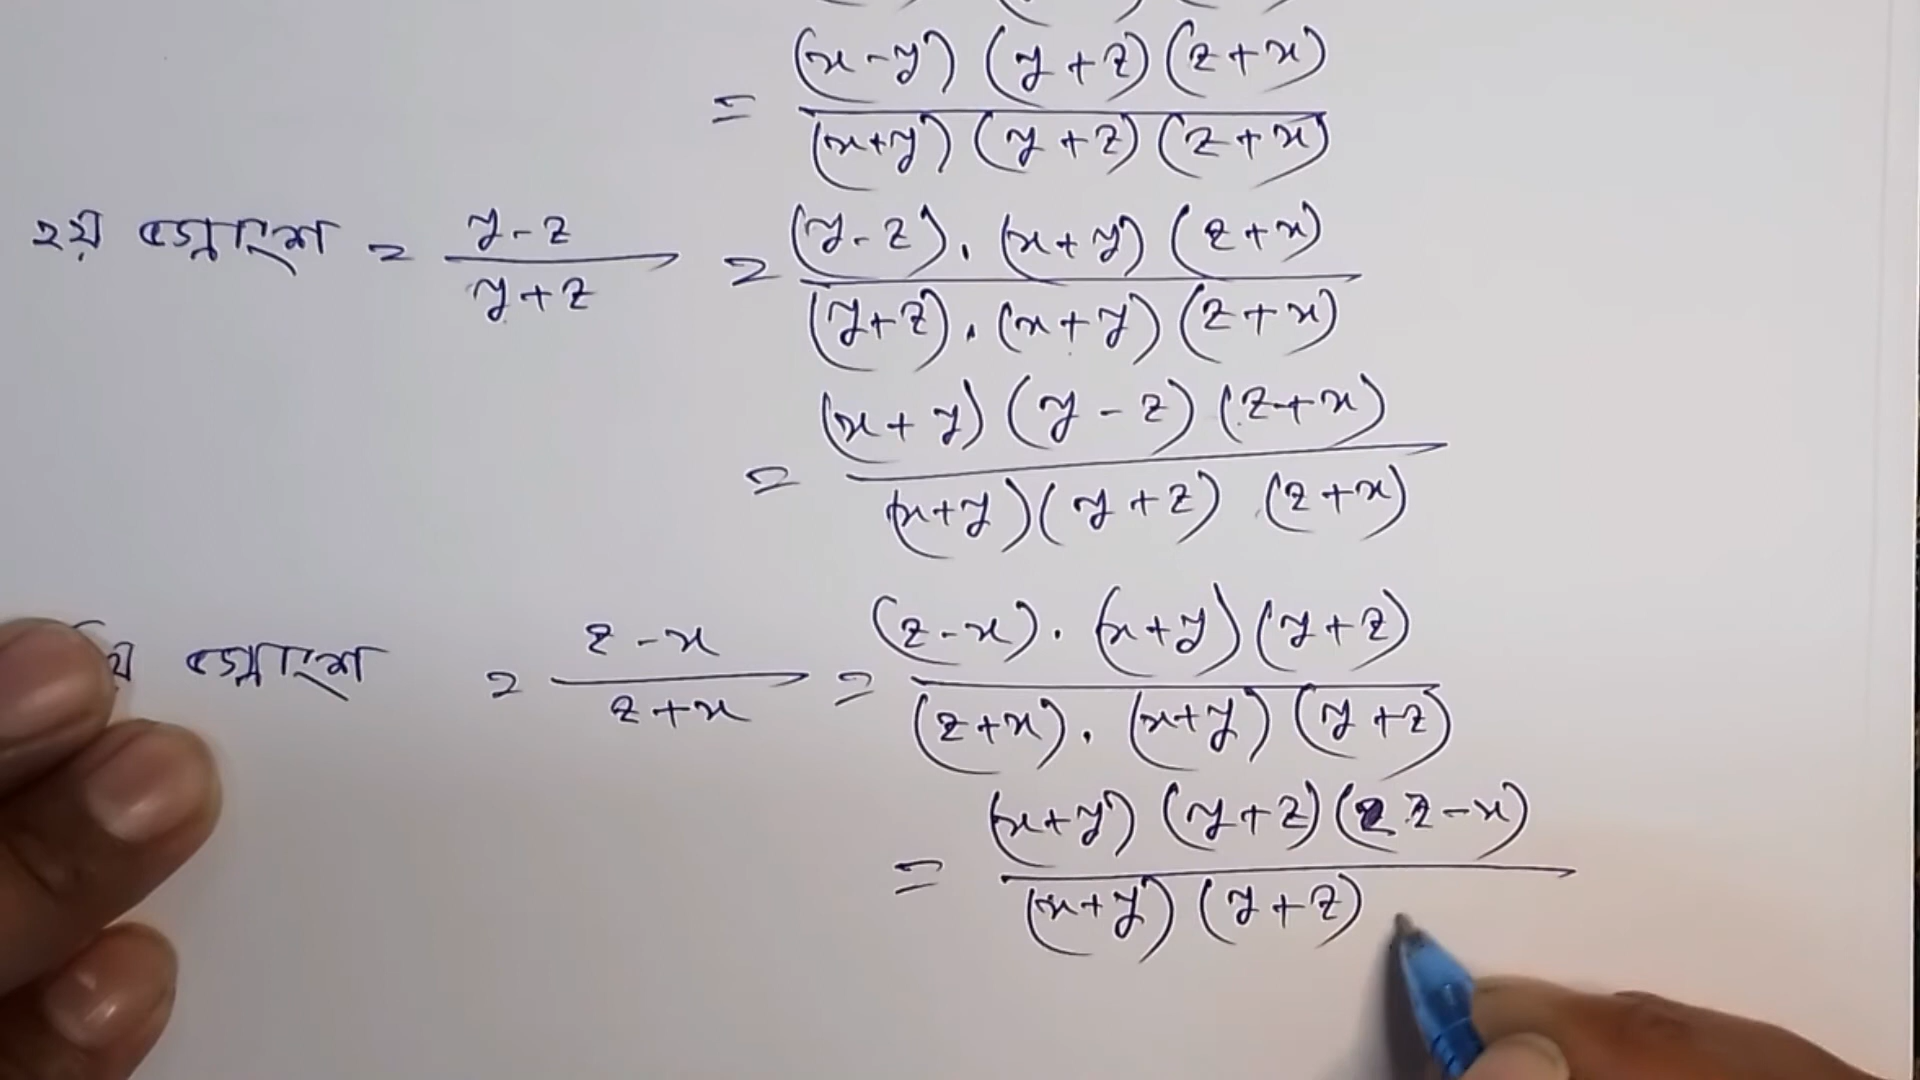 = (x-y) (y+z) (z+x) / (x+y) (y+z) (z+x)
২য় ভগ্নাংশ = y-z / y+z = (y-z). (x+y) (z+x) / (y+z). (x+y) (z+x)
= (x+y) (y-z) (z+x) / (x+y) (y+z) (z+x)
য় ভগ্নাংশ = z-x / z+x = (z-x). (x+y) (y+z) / (z+x). (x+y) (y+z)
= (x+y) (y+z) (z-x) / (x+y) (y+z)